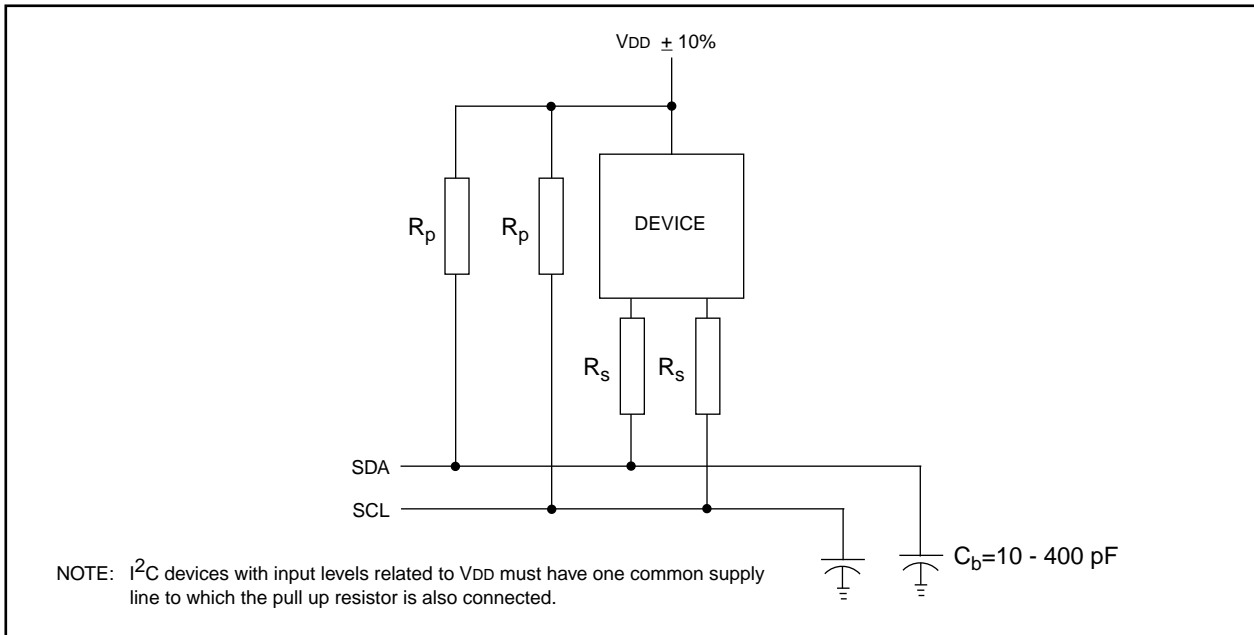 VDD ± 10%
Rp
Rp
DEVICE
Rs
Rs
SDA
SCL
Cb=10 - 400 pF
NOTE: I2C devices with input levels related to VDD must have one common supply
line to which the pull up resistor is also connected.